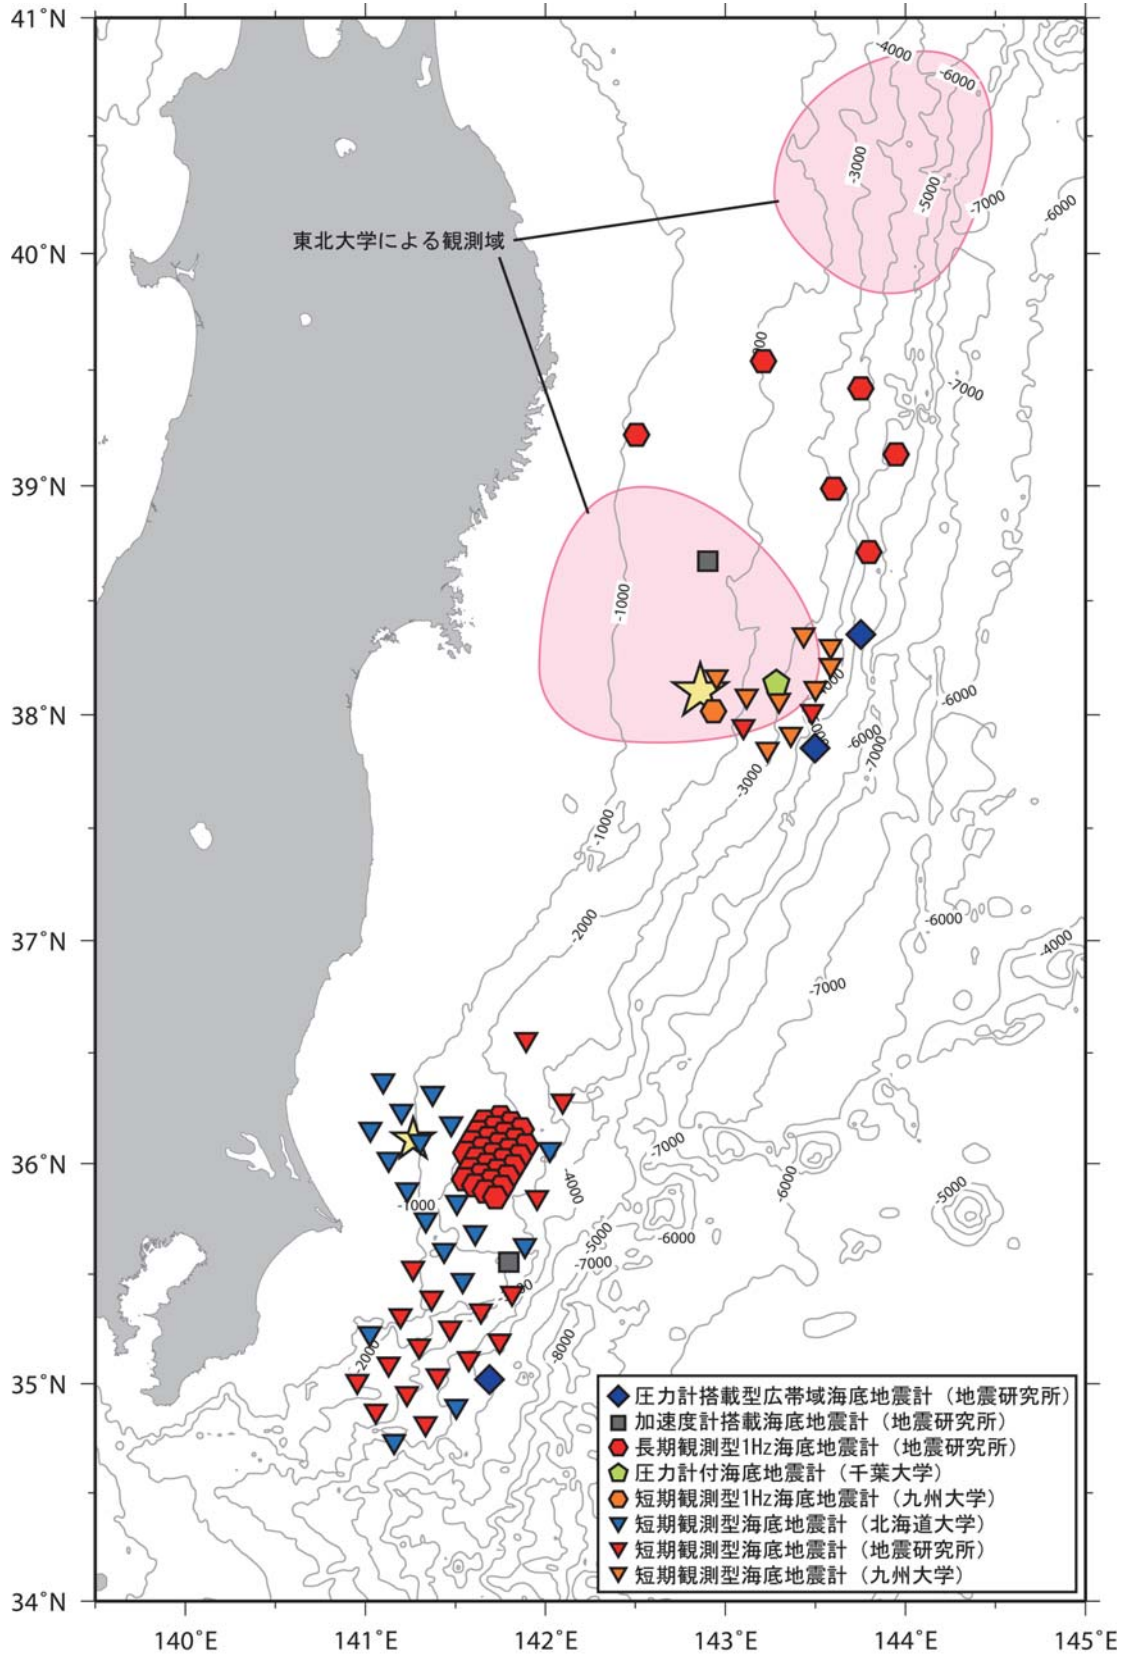 41˚N
-4000
-6000
-3000
-5000
-7000
-6000
東北大学による観測域
40˚N
-7000
39˚N
-1000
-6000
38˚N
-6000
-7000
-3000
-1000
-2000
-6000
-4000
37˚N
-7000
-7000
36˚N
-4000
-6000
-5000
-1000
-5000
-6000
-7000
-8000
-2000
35˚N
圧力計搭載型広帯域海底地震計（地震研究所）
加速度計搭載海底地震計（地震研究所）
長期観測型1Hz海底地震計（地震研究所）
圧力計付海底地震計（千葉大学）
短期観測型1Hz海底地震計（九州大学）
短期観測型海底地震計（北海道大学）
短期観測型海底地震計（地震研究所）
短期観測型海底地震計（九州大学）
34˚N
140˚E
141˚E
142˚E
143˚E
144˚E
145˚E